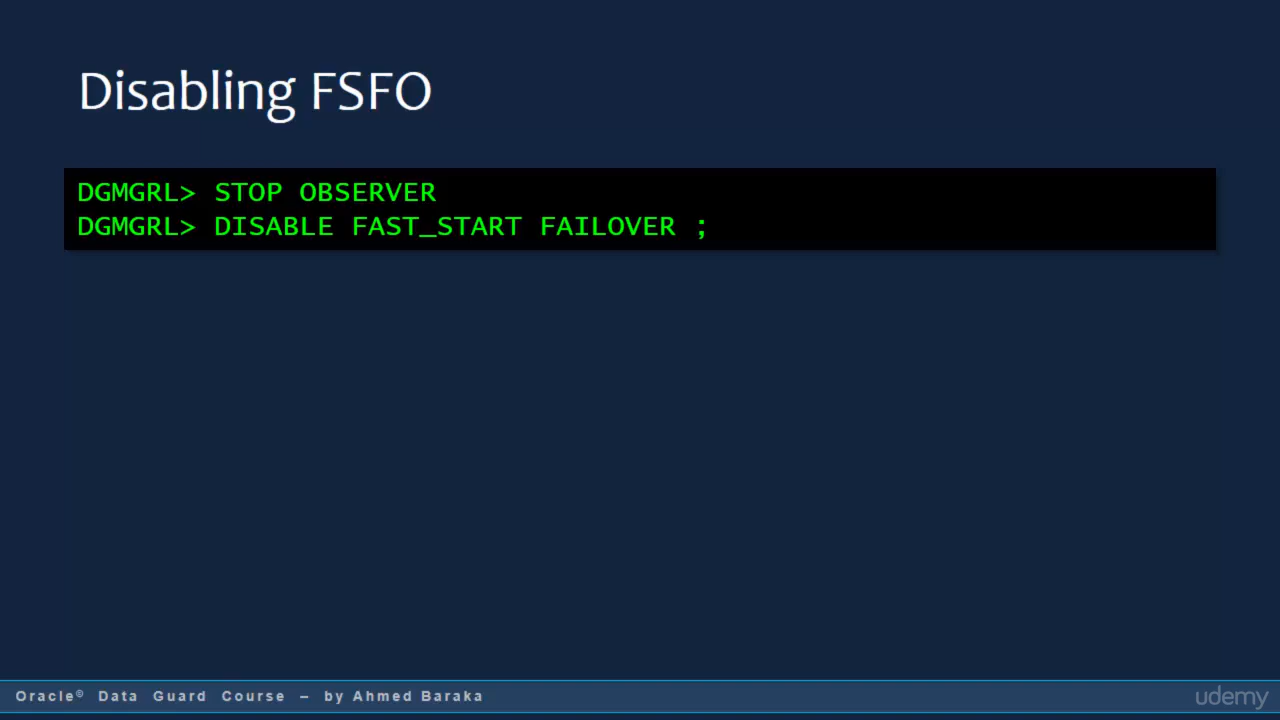 Disabling FSFO
DGMGRL> STOP OBSERVER
DGMGRL> DISABLE FAST_START FAILOVER ;
Oracle® Data Guard Course – by Ahmed Baraka
udemy